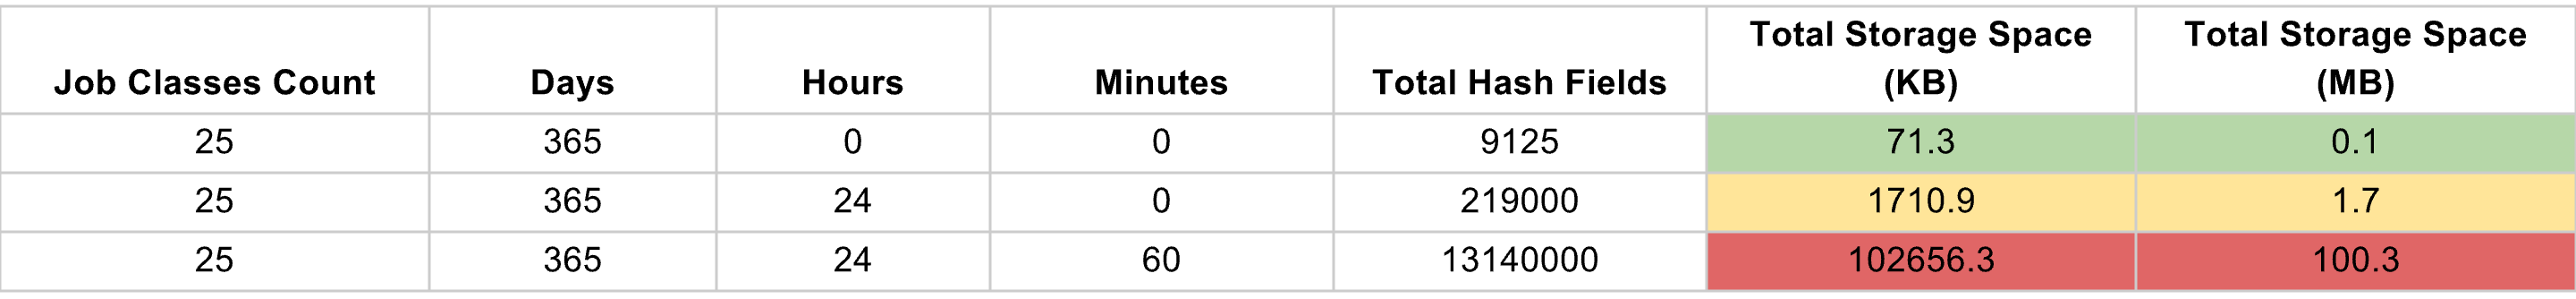 Job Classes Count Days Hours Minutes Total Hash Fields Total Storage Space (KB) Total Storage Space (MB)
25 365 0 0 9125 71.3 0.1
25 365 24 0 219000 1710.9 1.7
25 365 24 60 13140000 102656.3 100.3